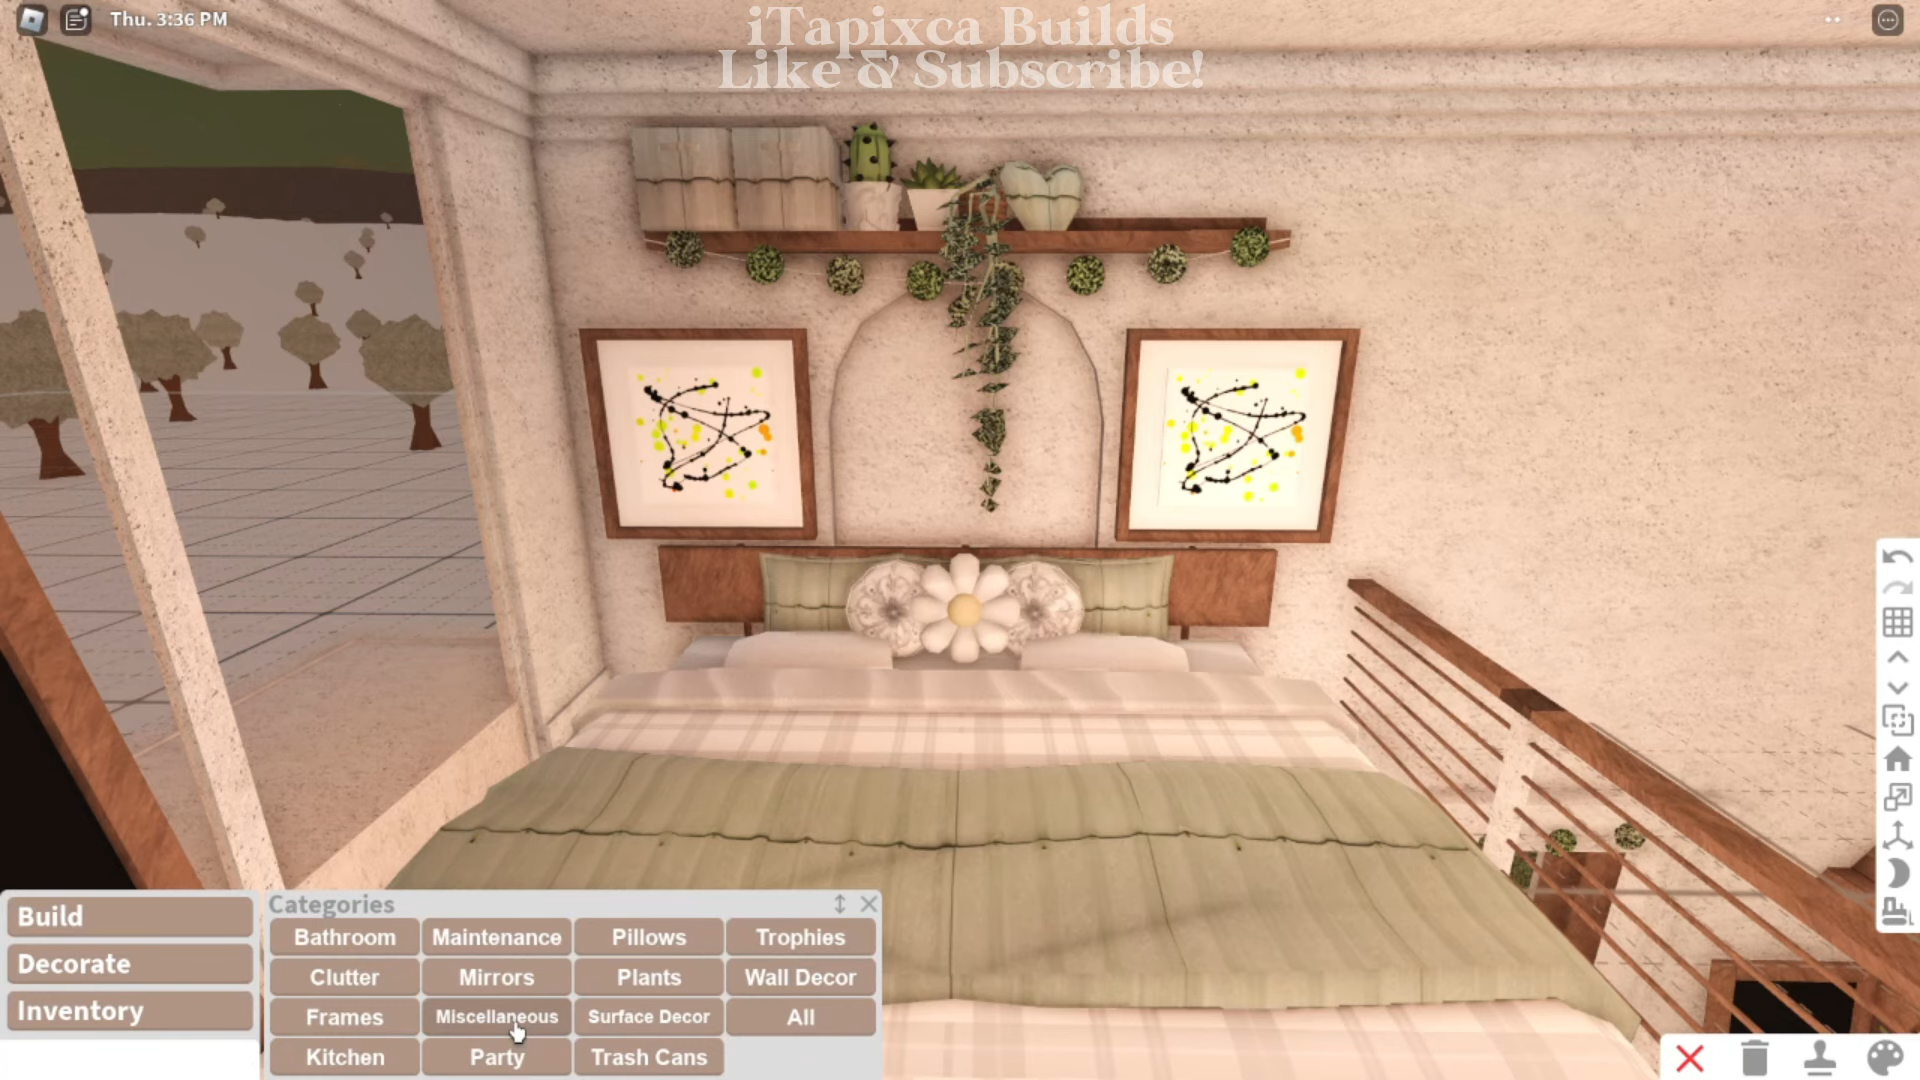 Thu. 3:36 PM
iTapixca Builds
Like & Subscribe!
Build
Decorate
Inventory
Categories
Bathroom Maintenance Pillows Trophies
Clutter Mirrors Plants Wall Decor
Frames Miscellaneous Surface Decor All
Kitchen Party Trash Cans